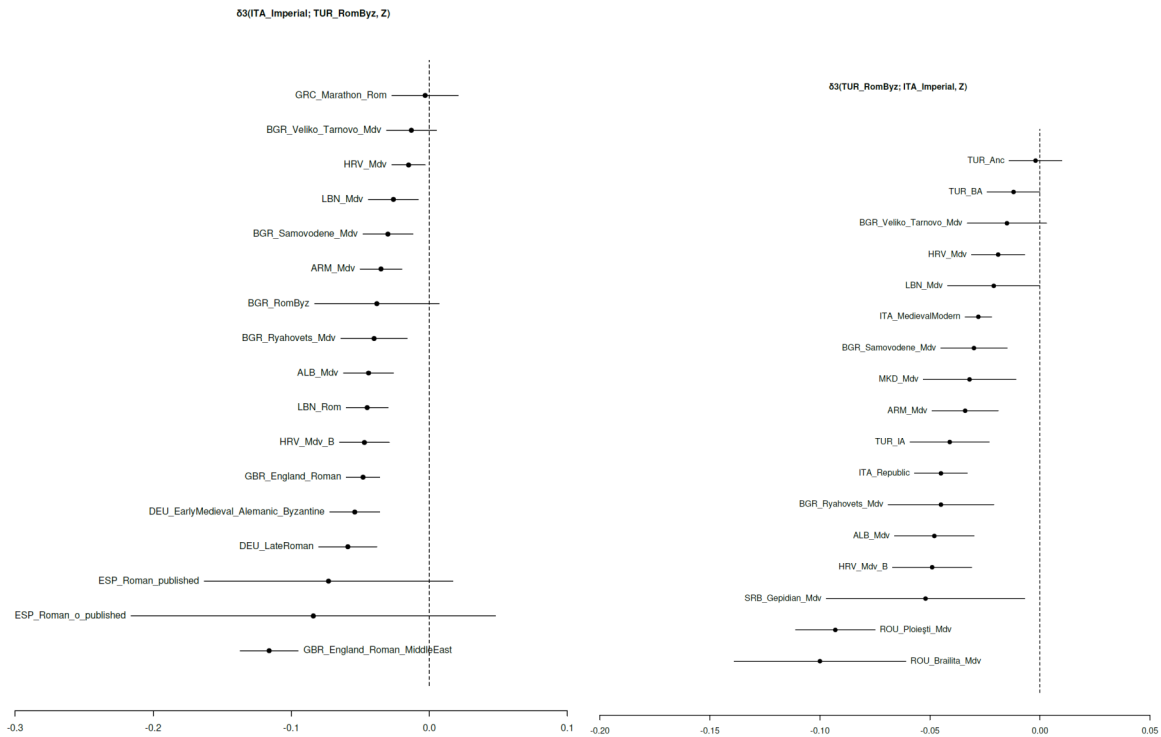 δ3(ITA_Imperial; TUR_RomByz, Z)
GRC_Marathon_Rom
BGR_Veliko_Tarnovo_Mdv
HRV_Mdv
LBN_Mdv
BGR_Samovodene_Mdv
ARM_Mdv
BGR_RomByz
BGR_Ryahovets_Mdv
ALB_Mdv
LBN_Rom
HRV_Mdv_B
GBR_England_Roman
DEU_EarlyMedieval_Alemanic_Byzantine
DEU_LateRoman
ESP_Roman_published
ESP_Roman_o_published
GBR_England_Roman_MiddleEast
-0.3 -0.2 -0.1 0.0 0.1
δ3(TUR_RomByz; ITA_Imperial, Z)
TUR_Anc
TUR_BA
BGR_Veliko_Tarnovo_Mdv
HRV_Mdv
LBN_Mdv
ITA_MedievalModern
BGR_Samovodene_Mdv
MKD_Mdv
ARM_Mdv
TUR_IA
ITA_Republic
BGR_Ryahovets_Mdv
ALB_Mdv
HRV_Mdv_B
SRB_Gepidian_Mdv
ROU_Ploieşti_Mdv
ROU_Brailita_Mdv
-0.20 -0.15 -0.10 -0.05 0.00 0.05